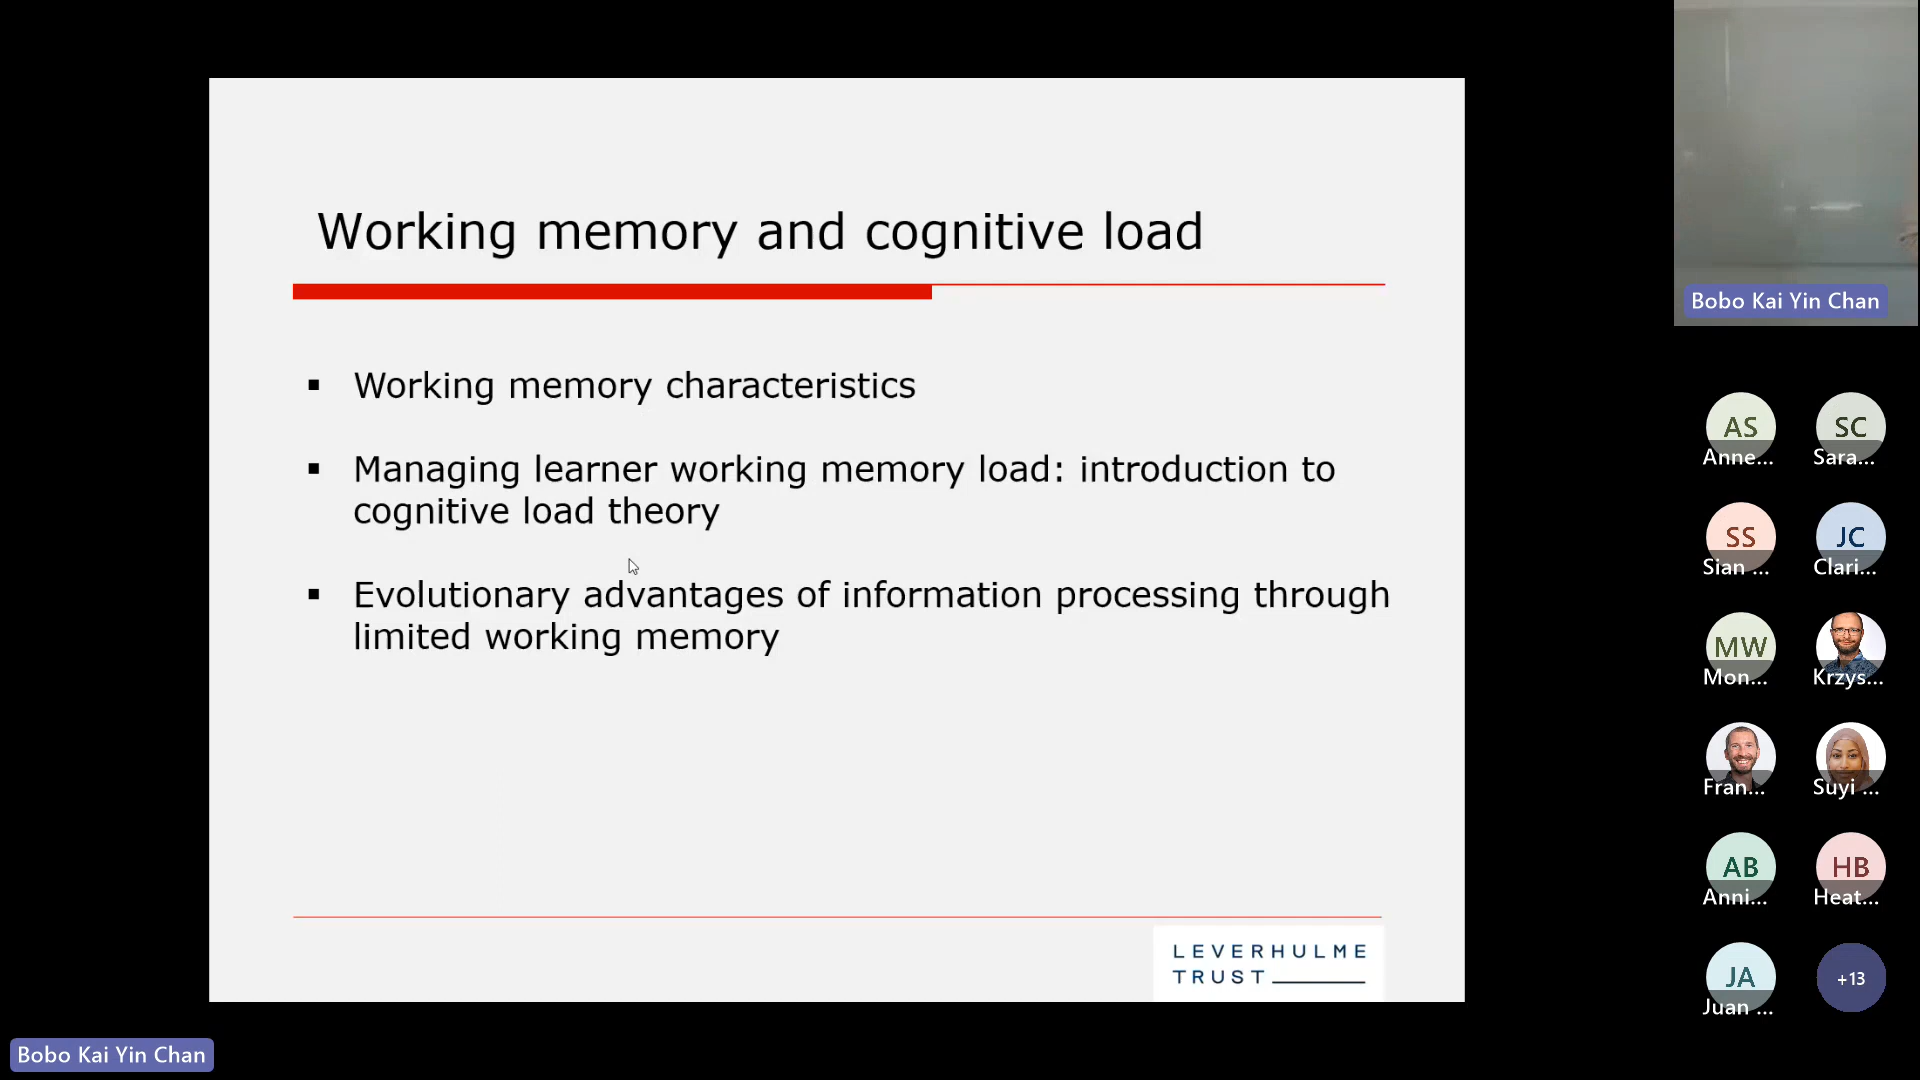 Working memory and cognitive load
▪ Working memory characteristics
▪ Managing learner working memory load: introduction to
cognitive load theory
▪ Evolutionary advantages of information processing through
limited working memory
LEVERHULME
TRUST
Bobo Kai Yin Chan
AS
Anne...
SC
Sara...
SS
Sian ...
JC
Clari...
MW
Mon...
Krzys...
Fran...
Suyi ...
AB
Anni...
HB
Heat...
JA
Juan ...
+13
Bobo Kai Yin Chan